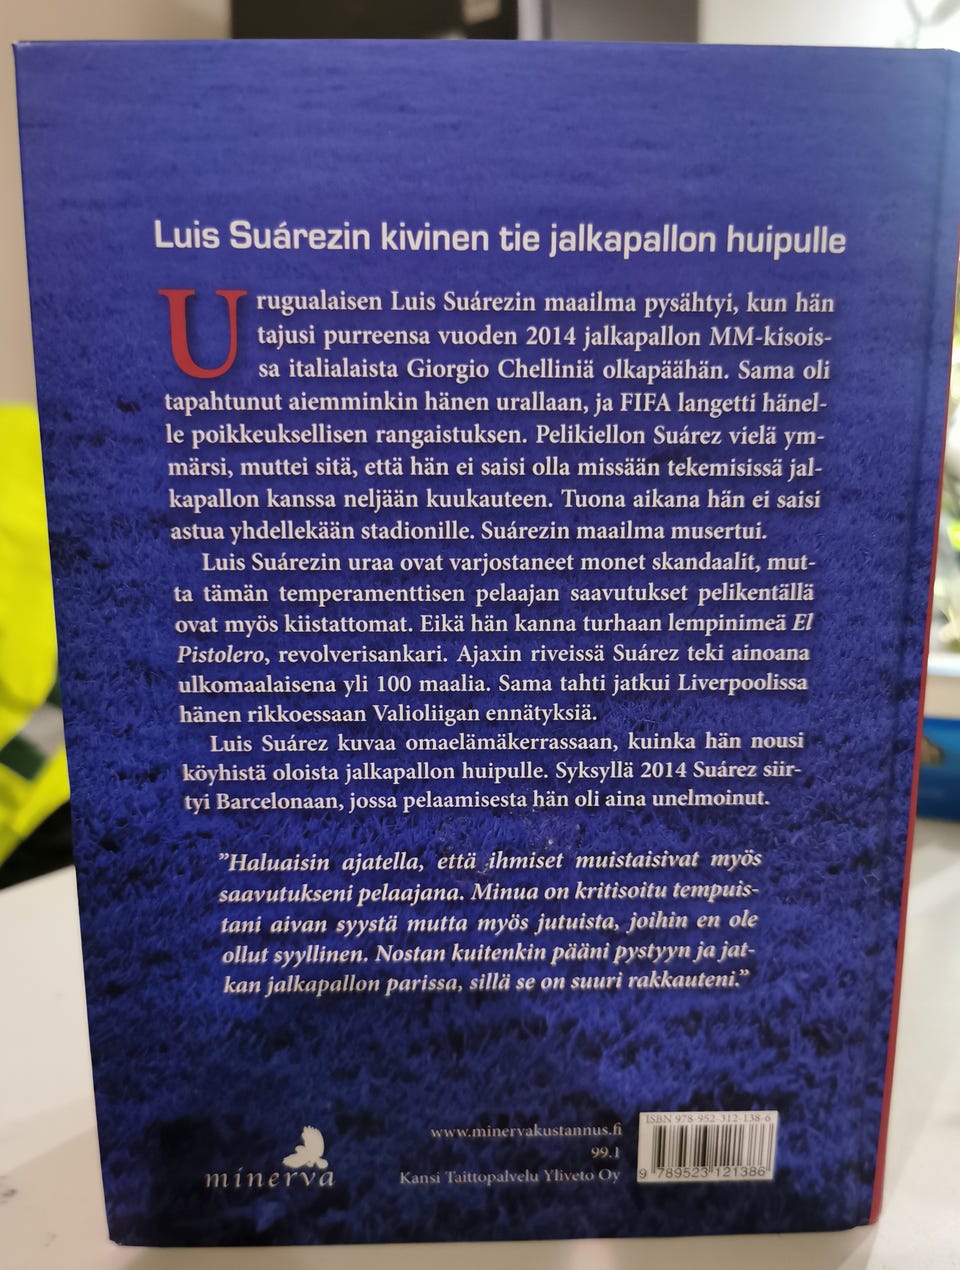 Luis Suárezin kivinen tie jalkapallon huipulle
Urugualaisen Luis Suárezin maailma pysähtyi, kun hän
tajusi purreensa vuoden 2014 jalkapallon MM-kisois-
sa italialaista Giorgio Chelliniä olkapäähän. Sama oli
tapahtunut aiemminkin hänen urallaan, ja FIFA langetti hänel-
le poikkeuksellisen rangaistuksen. Pelikiellon Suárez vielä ym-
märsi, muttei sitä, että hän ei saisi olla missään tekemisissä jal-
kapallon kanssa neljään kuukauteen. Tuona aikana hän ei saisi
astua yhdellekään stadionille. Suárezin maailma musertui.
Luis Suárezin uraa ovat varjostaneet monet skandaalit, mut-
ta tämän temperamenttisen pelaajan saavutukset pelikentällä
ovat myös kiistattomat. Eikä hän kanna turhaan lempinimeä El
Pistolero, revolverisankari. Ajaxin riveissä Suárez teki ainoana
ulkomaalaisena yli 100 maalia. Sama tahti jatkui Liverpoolissa
hänen rikkoessaan Valioliigan ennätyksiä.
Luis Suárez kuvaa omaelämäkerrassaan, kuinka hän nousi
köyhistä oloista jalkapallon huipulle. Syksyllä 2014 Suárez siir-
tyi Barcelonaan, jossa pelaamisesta hän oli aina unelmoinut.
”Haluaisin ajatella, että ihmiset muistaisivat myös
saavutukseni pelaajana. Minua on kritisoitu tempuis-
tani aivan syystä mutta myös jutuista, joihin en ole
ollut syyllinen. Nostan kuitenkin pääni pystyyn ja jat-
kan jalkapallon parissa, sillä se on suuri rakkauteni.”
minerva
www.minervakustannus.fi
99.1
Kansi Taittopalvelu Yliveto Oy
ISBN 978-952-312-138-6
9 789523 121386